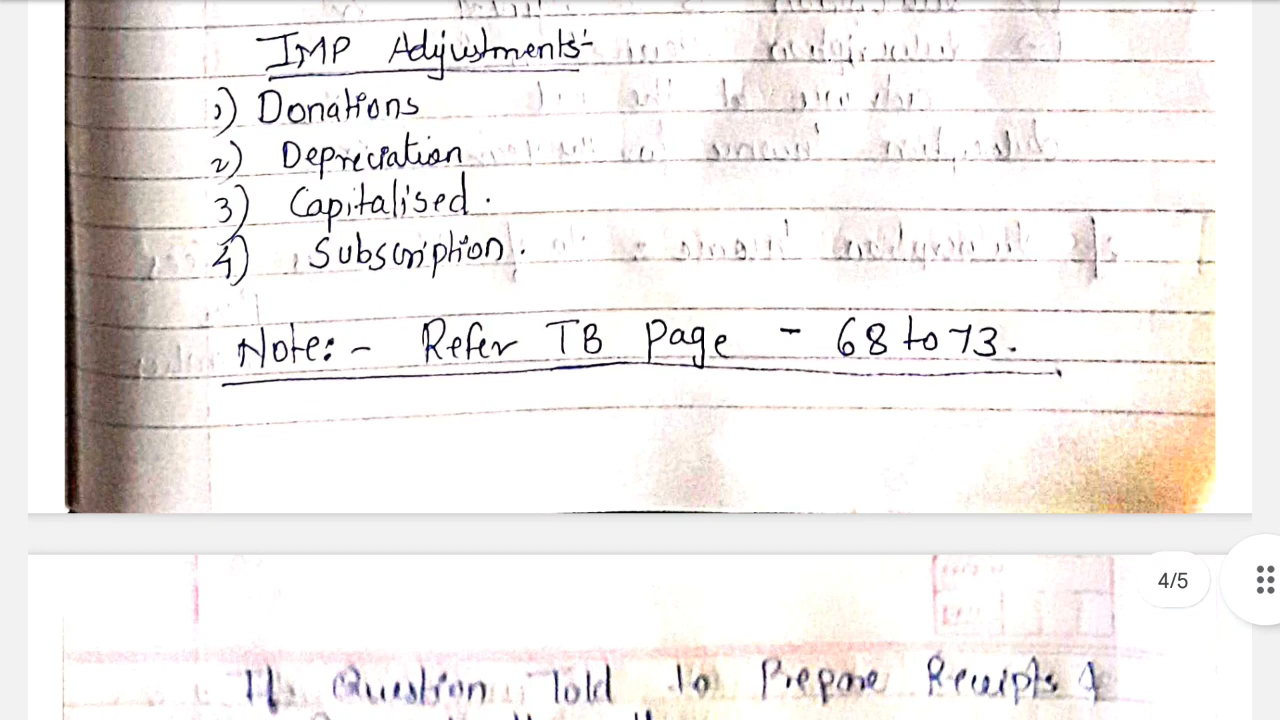 IMP Adjustments:-
1) Donations
2) Depreciation
3) Capitalised.
4) Subscription.
Note:- Refer TB Page - 68 to 73.
4/5
If Question Told to Prepare Receipts &